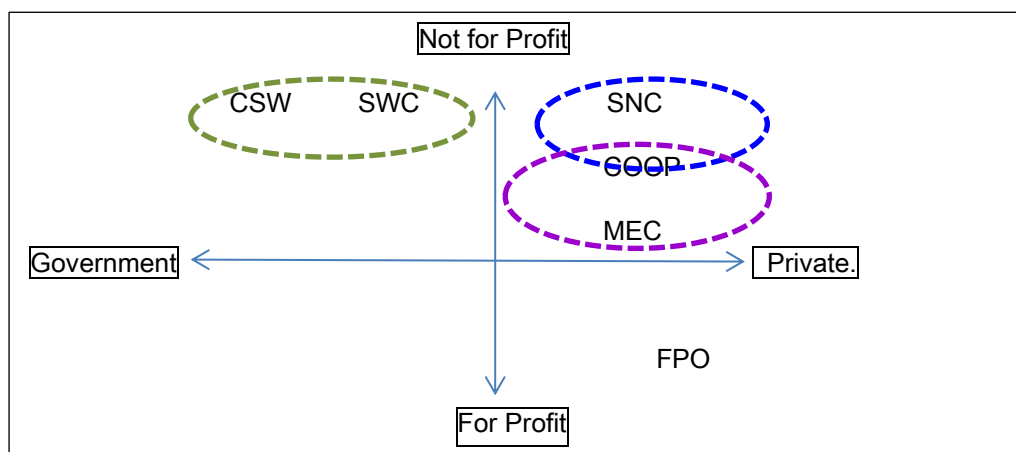 Not for Profit
CSW SWC SNC
COOP
MEC
Government Private.
FPO
For Profit